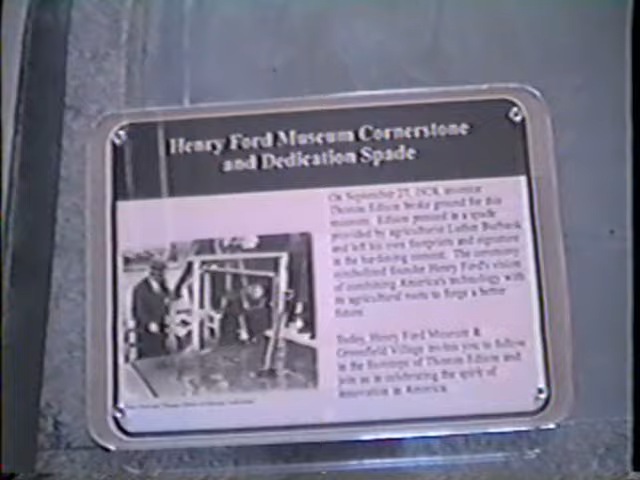 Henry Ford Museum Cornerstone
and Dedication Spade
On September 27, 1928, inventor
Thomas Edison broke ground for this
museum. Edison pressed in a spade
provided by agriculturist Luther Burbank
and left his own footprints and signature
in the hardening cement. The ceremony
symbolized founder Henry Ford's vision
of combining America's technology with
its agricultural roots to forge a better
future.
Today, Henry Ford Museum &
Greenfield Village invites you to follow
in the footsteps of Thomas Edison and
join us in celebrating the spirit of
innovation in America.